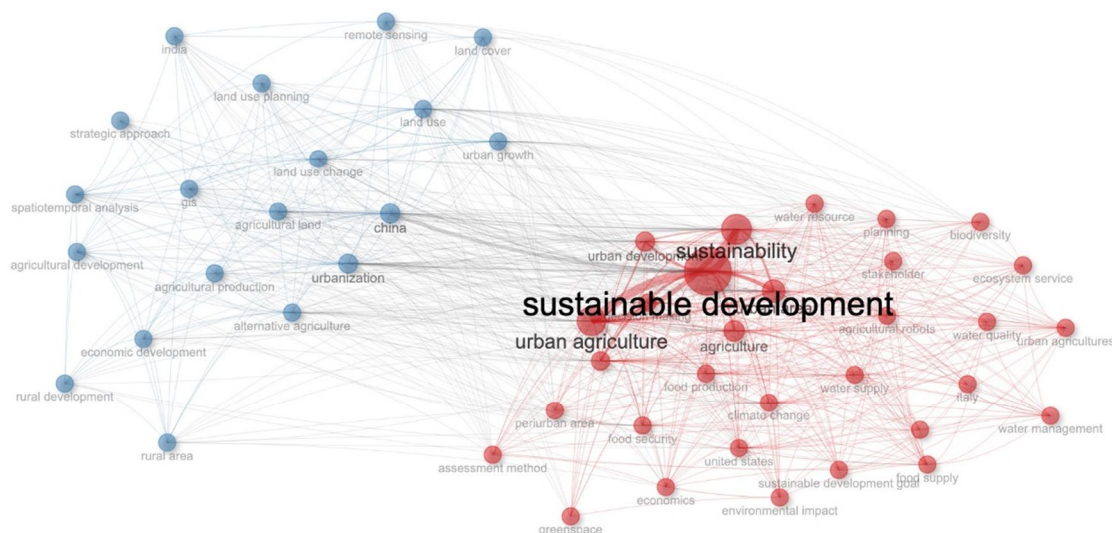 india
remote sensing
land cover
land use planning
land use
strategic approach
urban growth
land use change
gis
spatiotemporal analysis
agricultural land
china
agricultural development
urbanization
agricultural production
alternative agriculture
economic development
rural development
rural area
water resource
planning
biodiversity
sustainability
urban development
stakeholder
ecosystem service
sustainable development
making
urban agriculture
agriculture
agricultural robots
water quality
urban agricultures
food production
water supply
italy
climate change
periurban area
food security
water management
assessment method
united states
sustainable development goal
food supply
economics
environmental impact
greenspace